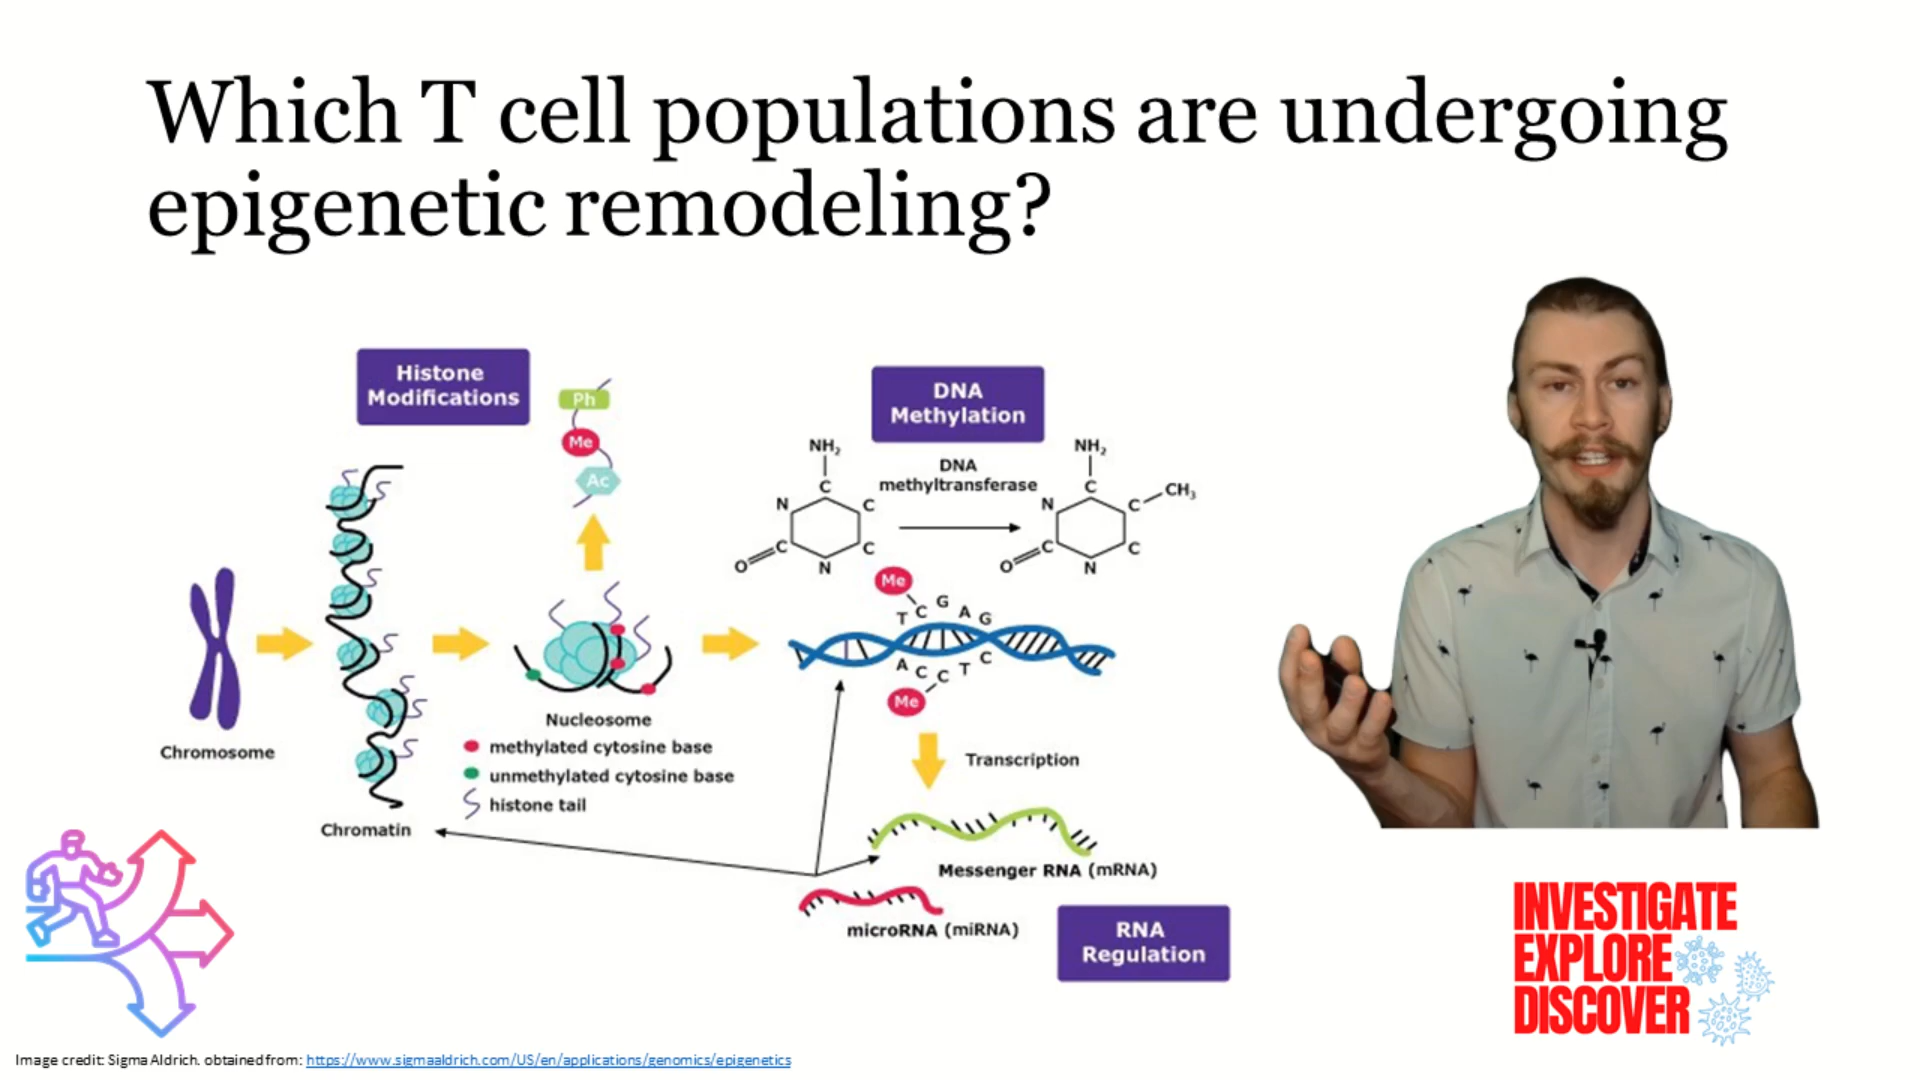 Which T cell populations are undergoing
epigenetic remodeling?
Histone
Modifications
Ph
Me
Ac
DNA
Methylation
NH2
C
N
C
C
O
N
DNA
methyltransferase
NH2
C
N
C
CH3
C
C
O
N
Me
T C G A G
A C C T C
Me
Chromosome
Chromatin
Nucleosome
methylated cytosine base
unmethylated cytosine base
histone tail
Transcription
Messenger RNA (mRNA)
microRNA (miRNA)
RNA
Regulation
INVESTIGATE
EXPLORE
DISCOVER
Image credit: Sigma Aldrich. obtained from: https://www.sigmaaldrich.com/US/en/applications/genomics/epigenetics